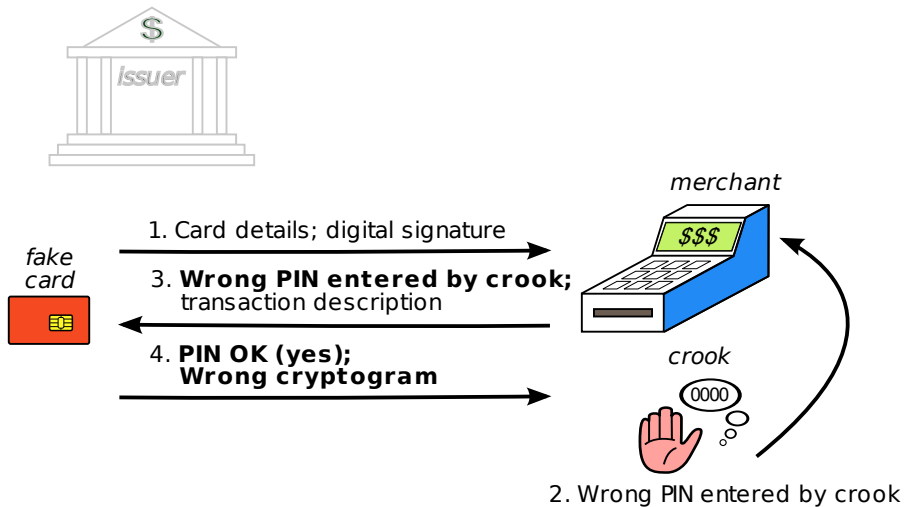 $
issuer
merchant
$$$
1. Card details; digital signature
fake
card
3. Wrong PIN entered by crook;
transaction description
4. PIN OK (yes);
Wrong cryptogram
crook
0000
2. Wrong PIN entered by crook